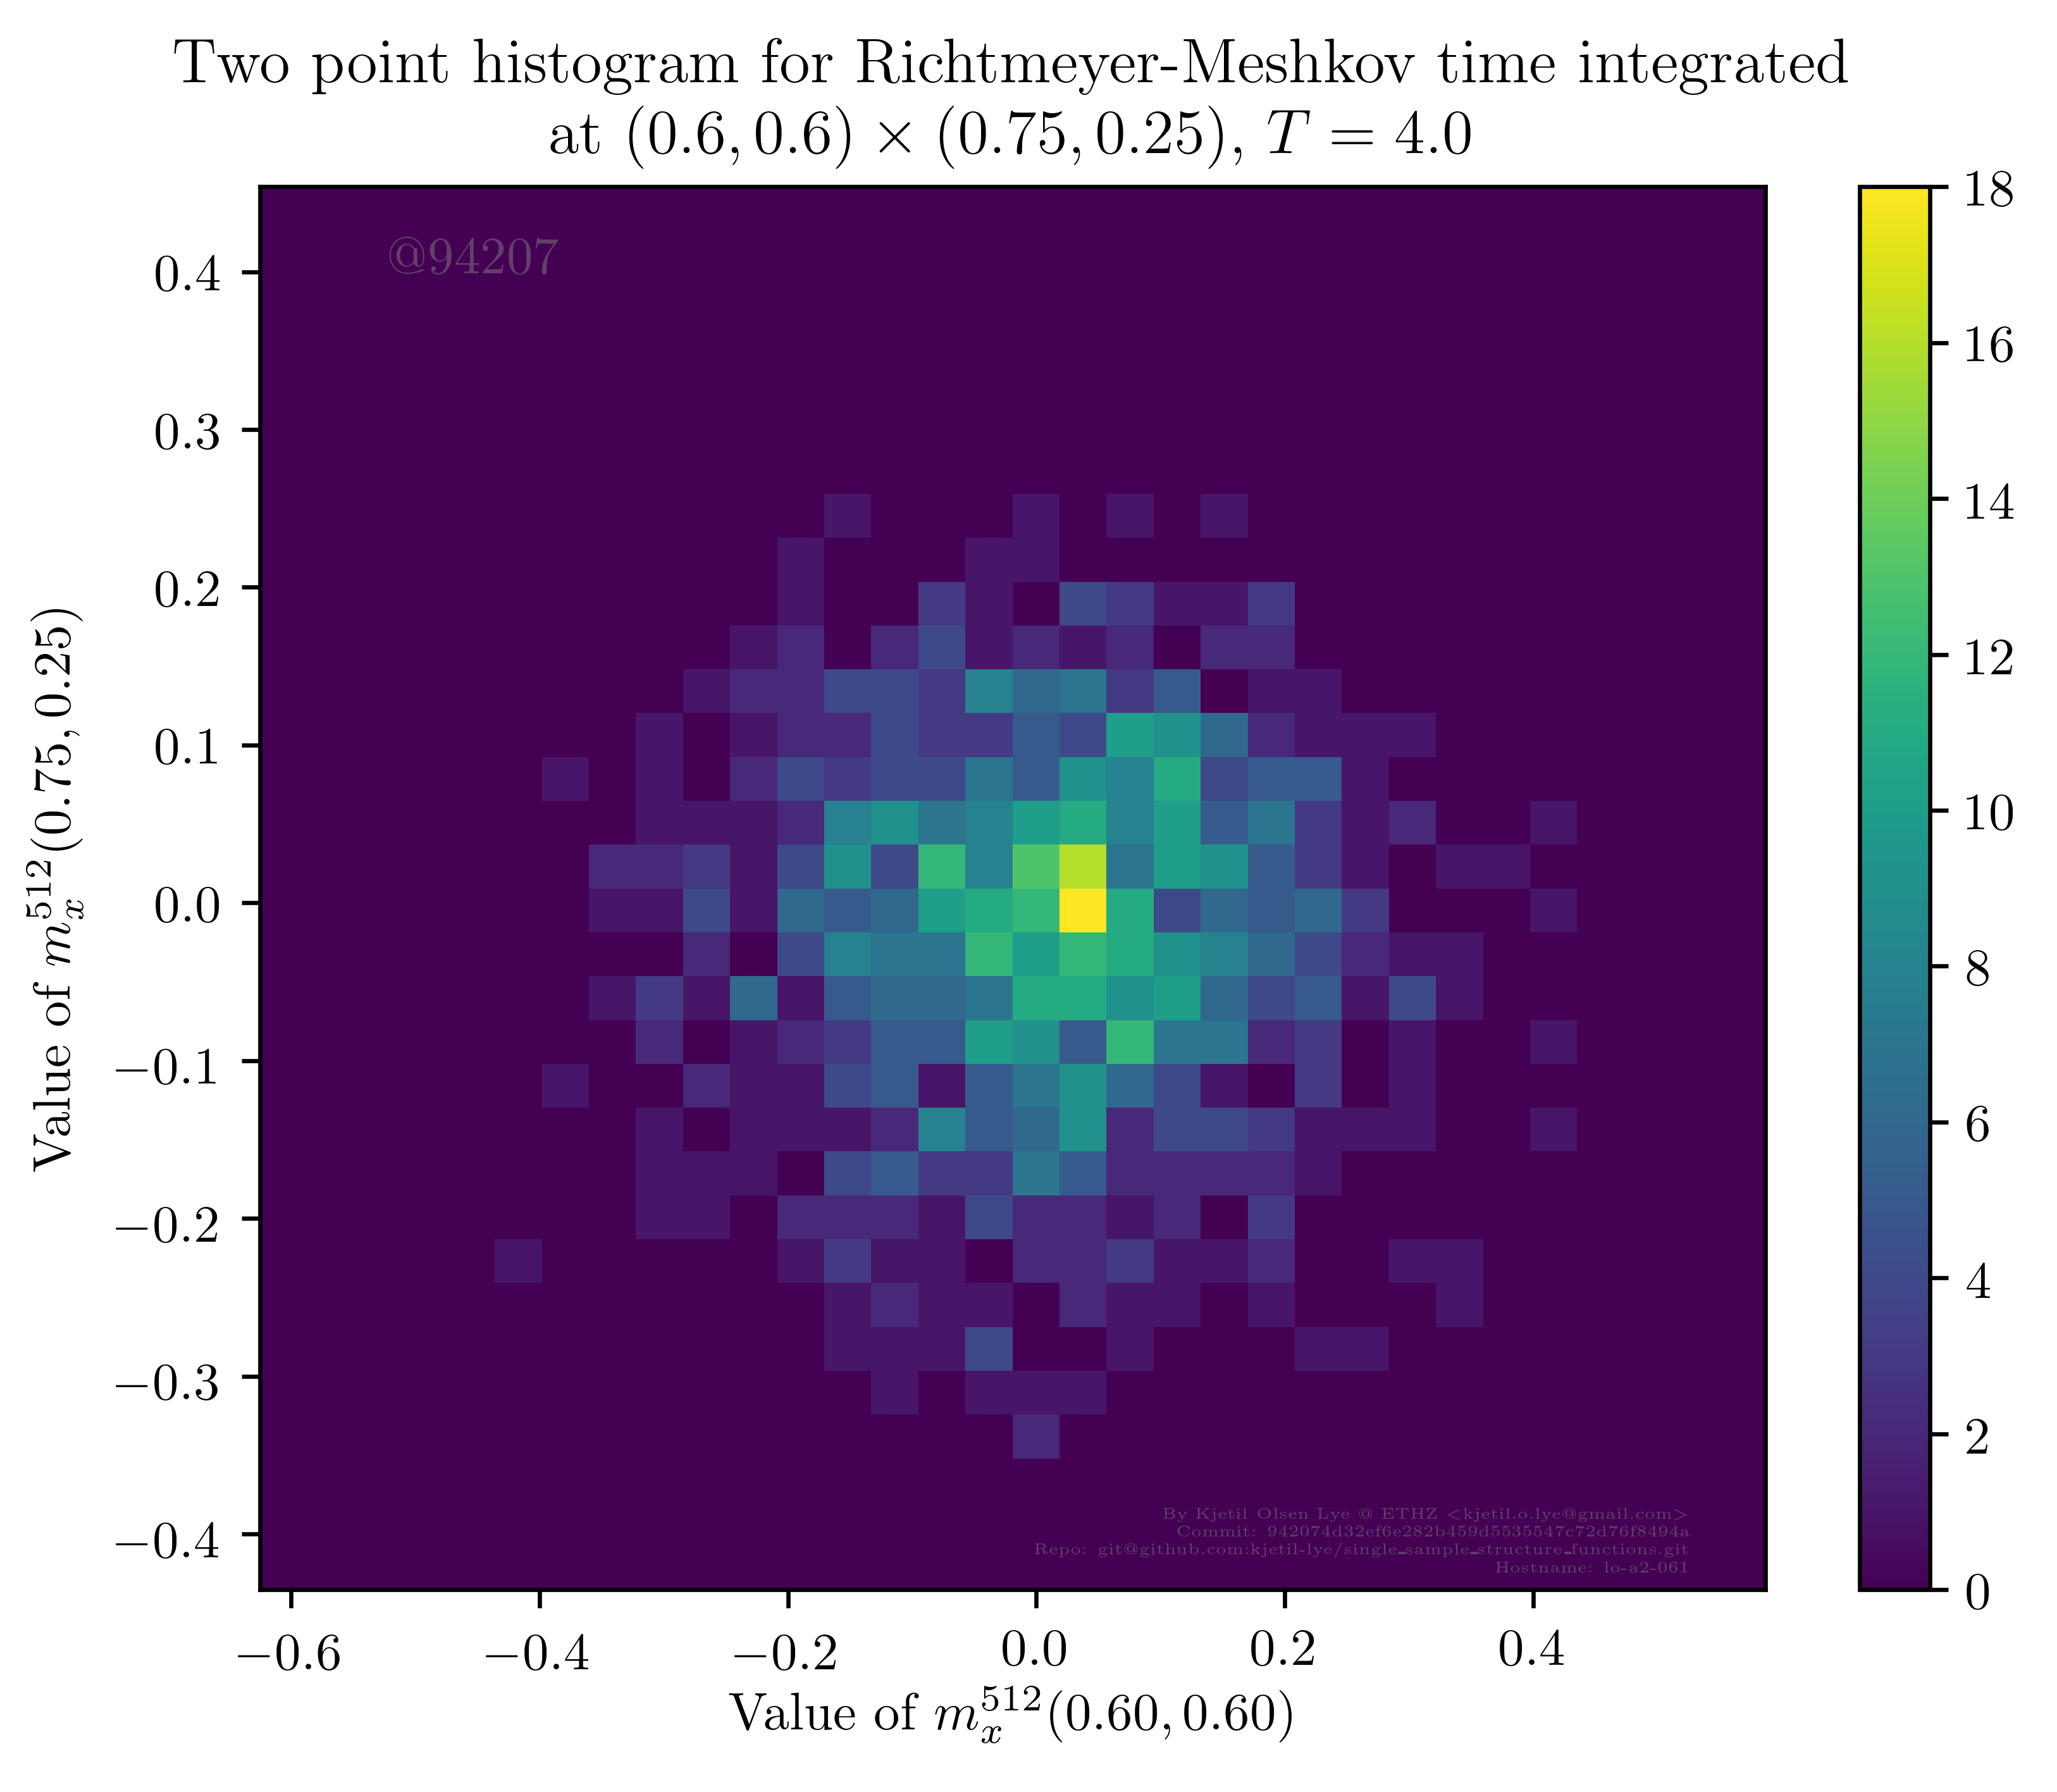 Two point histogram for Richtmeyer-Meshkov time integrated
at (0.6, 0.6) × (0.75, 0.25), T = 4.0
@94207
Value of m_x^512(0.75, 0.25)
0.4
0.3
0.2
0.1
0.0
−0.1
−0.2
−0.3
−0.4
18
16
14
12
10
8
6
4
2
0
By Kjetil Olsen Lye @ ETHZ <kjetil.o.lye@gmail.com>
Commit: 942074d32ef6e282b459d5535547c72d76f8494a
Repo: git@github.com:kjetil-lye/single_sample_structure_functions.git
Hostname: lo-a2-061
−0.6 −0.4 −0.2 0.0 0.2 0.4
Value of m_x^512(0.60, 0.60)